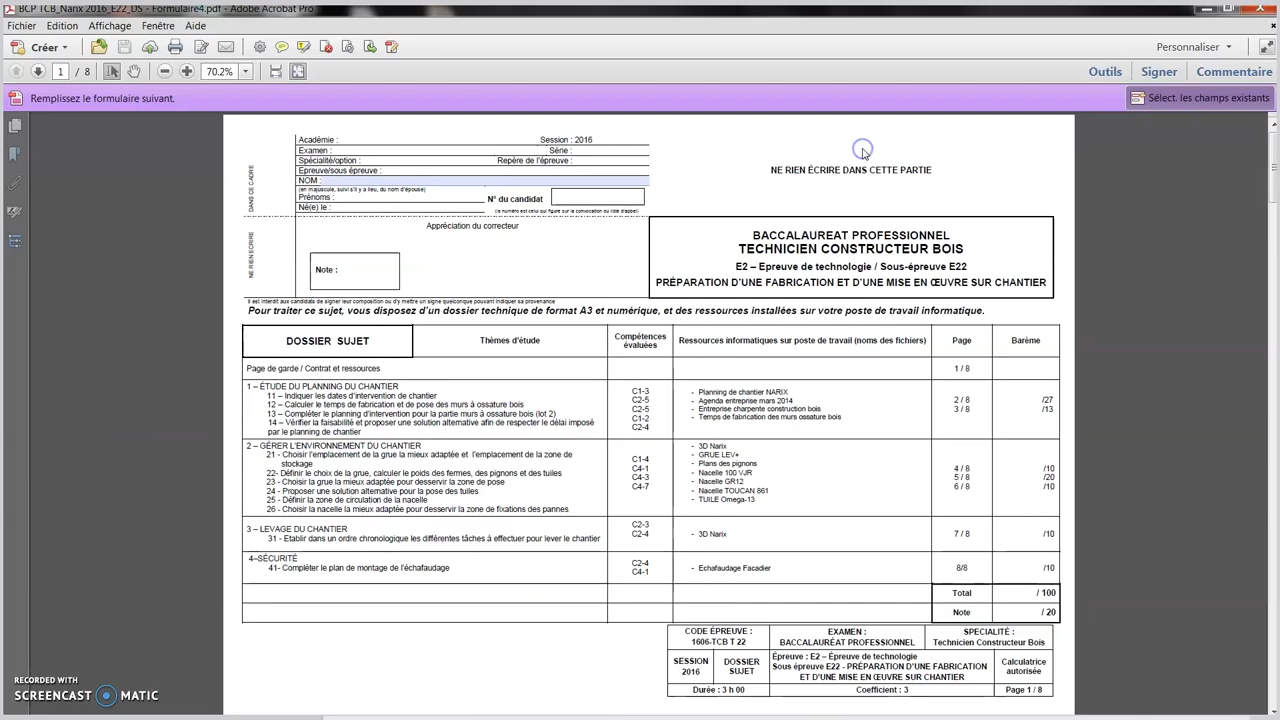 BCP TCB_Narix 2016_E22_DS - Formulaire4.pdf - Adobe Acrobat Pro
Fichier Edition Affichage Fenêtre Aide
Créer Personnaliser
1 / 8 70.2% Outils Signer Commentaire
Remplissez le formulaire suivant. Sélect. les champs existants
DANS CE CADRE
Académie : Session : 2016
Examen : Série :
Spécialité/option : Repère de l'épreuve :
Epreuve/sous épreuve :
NOM :
(en majuscule, suivi s'il y a lieu, du nom d'épouse)
Prénoms :
Né(e) le :
N° du candidat
(le numéro est celui qui figure sur la convocation ou liste d'appel)
NE RIEN ÉCRIRE DANS CETTE PARTIE
NE RIEN ÉCRIRE
Appréciation du correcteur
Note :
Il est interdit aux candidats de signer leur composition ou d'y mettre un signe quelconque pouvant indiquer sa provenance
BACCALAUREAT PROFESSIONNEL
TECHNICIEN CONSTRUCTEUR BOIS
E2 – Epreuve de technologie / Sous-épreuve E22
PRÉPARATION D'UNE FABRICATION ET D'UNE MISE EN ŒUVRE SUR CHANTIER
Pour traiter ce sujet, vous disposez d'un dossier technique de format A3 et numérique, et des ressources installées sur votre poste de travail informatique.
DOSSIER SUJET Thèmes d'étude Compétences évaluées Ressources informatiques sur poste de travail (noms des fichiers) Page Barème
Page de garde / Contrat et ressources 1 / 8
1 – ÉTUDE DU PLANNING DU CHANTIER
11 – Indiquer les dates d'intervention de chantier
12 – Calculer le temps de fabrication et de pose des murs à ossature bois
13 – Compléter le planning d'intervention pour la partie murs à ossature bois (lot 2)
14 – Vérifier la faisabilité et proposer une solution alternative afin de respecter le délai imposé
par le planning de chantier
C1-3
C2-5
C2-5
C1-2
C2-4
- Planning de chantier NARIX
- Agenda entreprise mars 2014
- Entreprise charpente construction bois
- Temps de fabrication des murs ossature bois
2 / 8 /27
3 / 8 /13
2 – GÉRER L'ENVIRONNEMENT DU CHANTIER
21 - Choisir l'emplacement de la grue la mieux adaptée et l'emplacement de la zone de
stockage
22- Définir le choix de la grue, calculer le poids des fermes, des pignons et des tuiles
23 - Choisir la grue la mieux adaptée pour desservir la zone de pose
24 - Proposer une solution alternative pour la pose des tuiles
25 - Définir la zone de circulation de la nacelle
26 - Choisir la nacelle la mieux adaptée pour desservir la zone de fixations des pannes
C1-4
C4-1
C4-3
C4-7
- 3D Narix
- GRUE LEV+
- Plans des pignons
- Nacelle 100 VJR
- Nacelle GR12
- Nacelle TOUCAN 861
- TUILE Omega-13
4 / 8 /10
5 / 8 /20
6 / 8 /10
3 – LEVAGE DU CHANTIER
31 - Etablir dans un ordre chronologique les différentes tâches à effectuer pour lever le chantier
C2-3
C2-4
- 3D Narix
7 / 8 /10
4–SÉCURITÉ
41- Compléter le plan de montage de l'échafaudage
C2-4
C4-1
- Echafaudage Facadier
8/8 /10
Total / 100
Note / 20
CODE ÉPREUVE :
1606-TCB T 22
EXAMEN :
BACCALAURÉAT PROFESSIONNEL
SPECIALITÉ :
Technicien Constructeur Bois
SESSION
2016
DOSSIER
SUJET
Épreuve : E2 – Épreuve de technologie
Sous épreuve E22 - PRÉPARATION D'UNE FABRICATION
ET D'UNE MISE EN ŒUVRE SUR CHANTIER
Calculatrice
autorisée
Durée : 3 h 00 Coefficient : 3 Page 1 / 8
RECORDED WITH
SCREENCAST MATIC